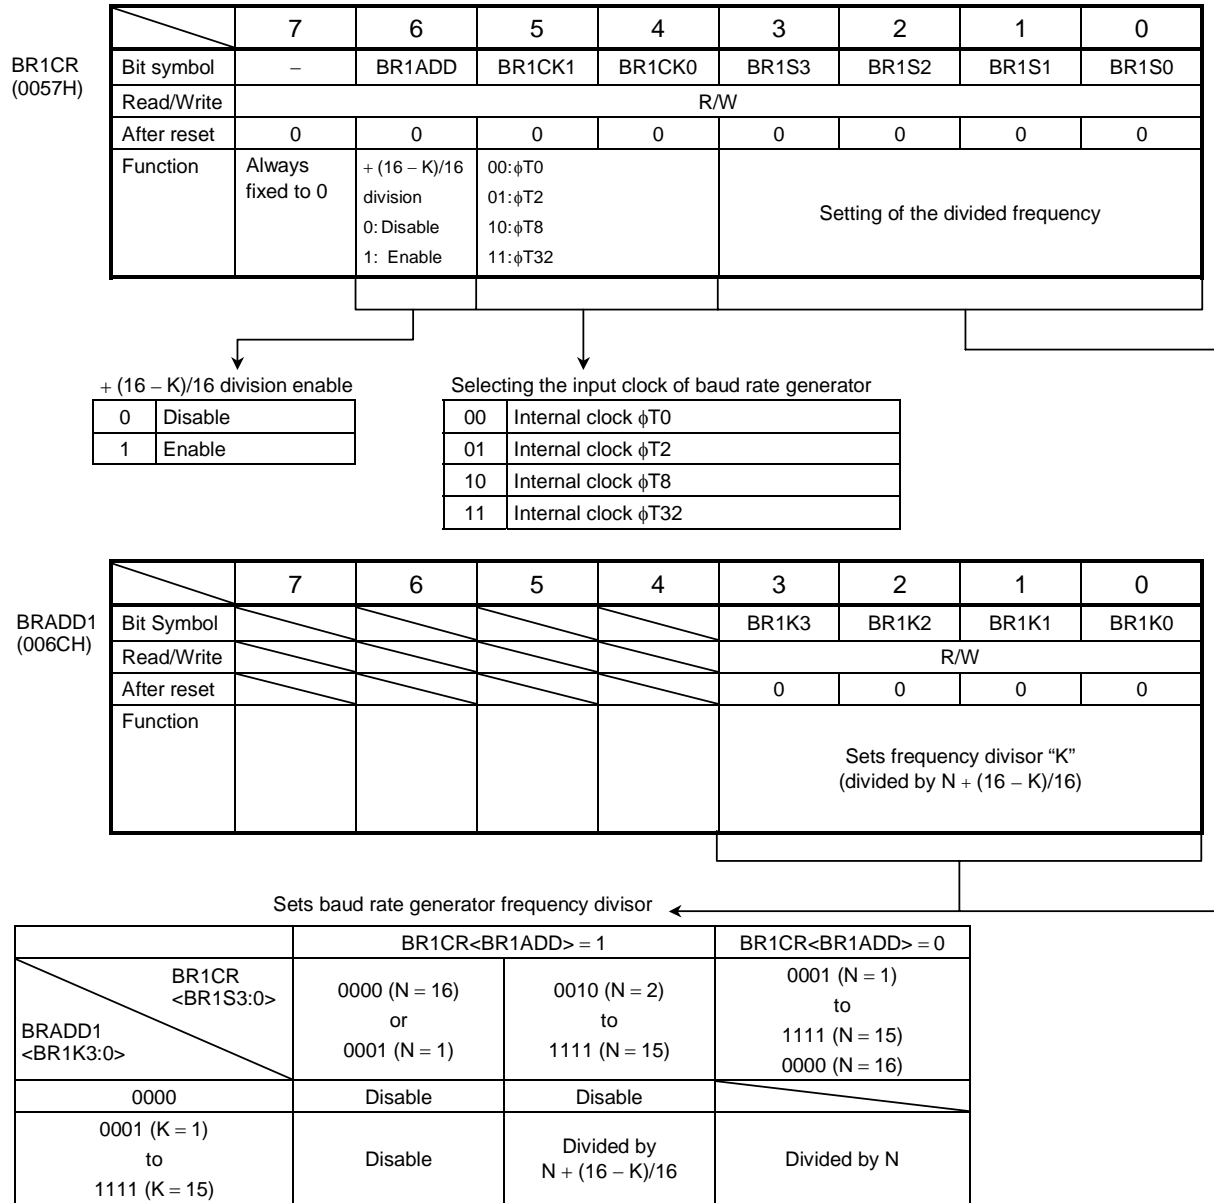 7 6 5 4 3 2 1 0
BR1CR
(0057H)
Bit symbol – BR1ADD BR1CK1 BR1CK0 BR1S3 BR1S2 BR1S1 BR1S0
Read/Write R/W
After reset 0 0 0 0 0 0 0 0
Function
Always
fixed to 0
+ (16 – K)/16
division
0: Disable
1: Enable
00:φT0
01:φT2
10:φT8
11:φT32
Setting of the divided frequency
+ (16 – K)/16 division enable
0 Disable
1 Enable
Selecting the input clock of baud rate generator
00 Internal clock φT0
01 Internal clock φT2
10 Internal clock φT8
11 Internal clock φT32
7 6 5 4 3 2 1 0
BRADD1
(006CH)
Bit Symbol BR1K3 BR1K2 BR1K1 BR1K0
Read/Write R/W
After reset 0 0 0 0
Function
Sets frequency divisor “K”
(divided by N + (16 – K)/16)
Sets baud rate generator frequency divisor
BR1CR<BR1ADD> = 1 BR1CR<BR1ADD> = 0
BR1CR
<BR1S3:0>
BRADD1
<BR1K3:0>
0000 (N = 16)
or
0001 (N = 1)
0010 (N = 2)
to
1111 (N = 15)
0001 (N = 1)
to
1111 (N = 15)
0000 (N = 16)
0000 Disable Disable
0001 (K = 1)
to
1111 (K = 15)
Disable
Divided by
N + (16 – K)/16
Divided by N